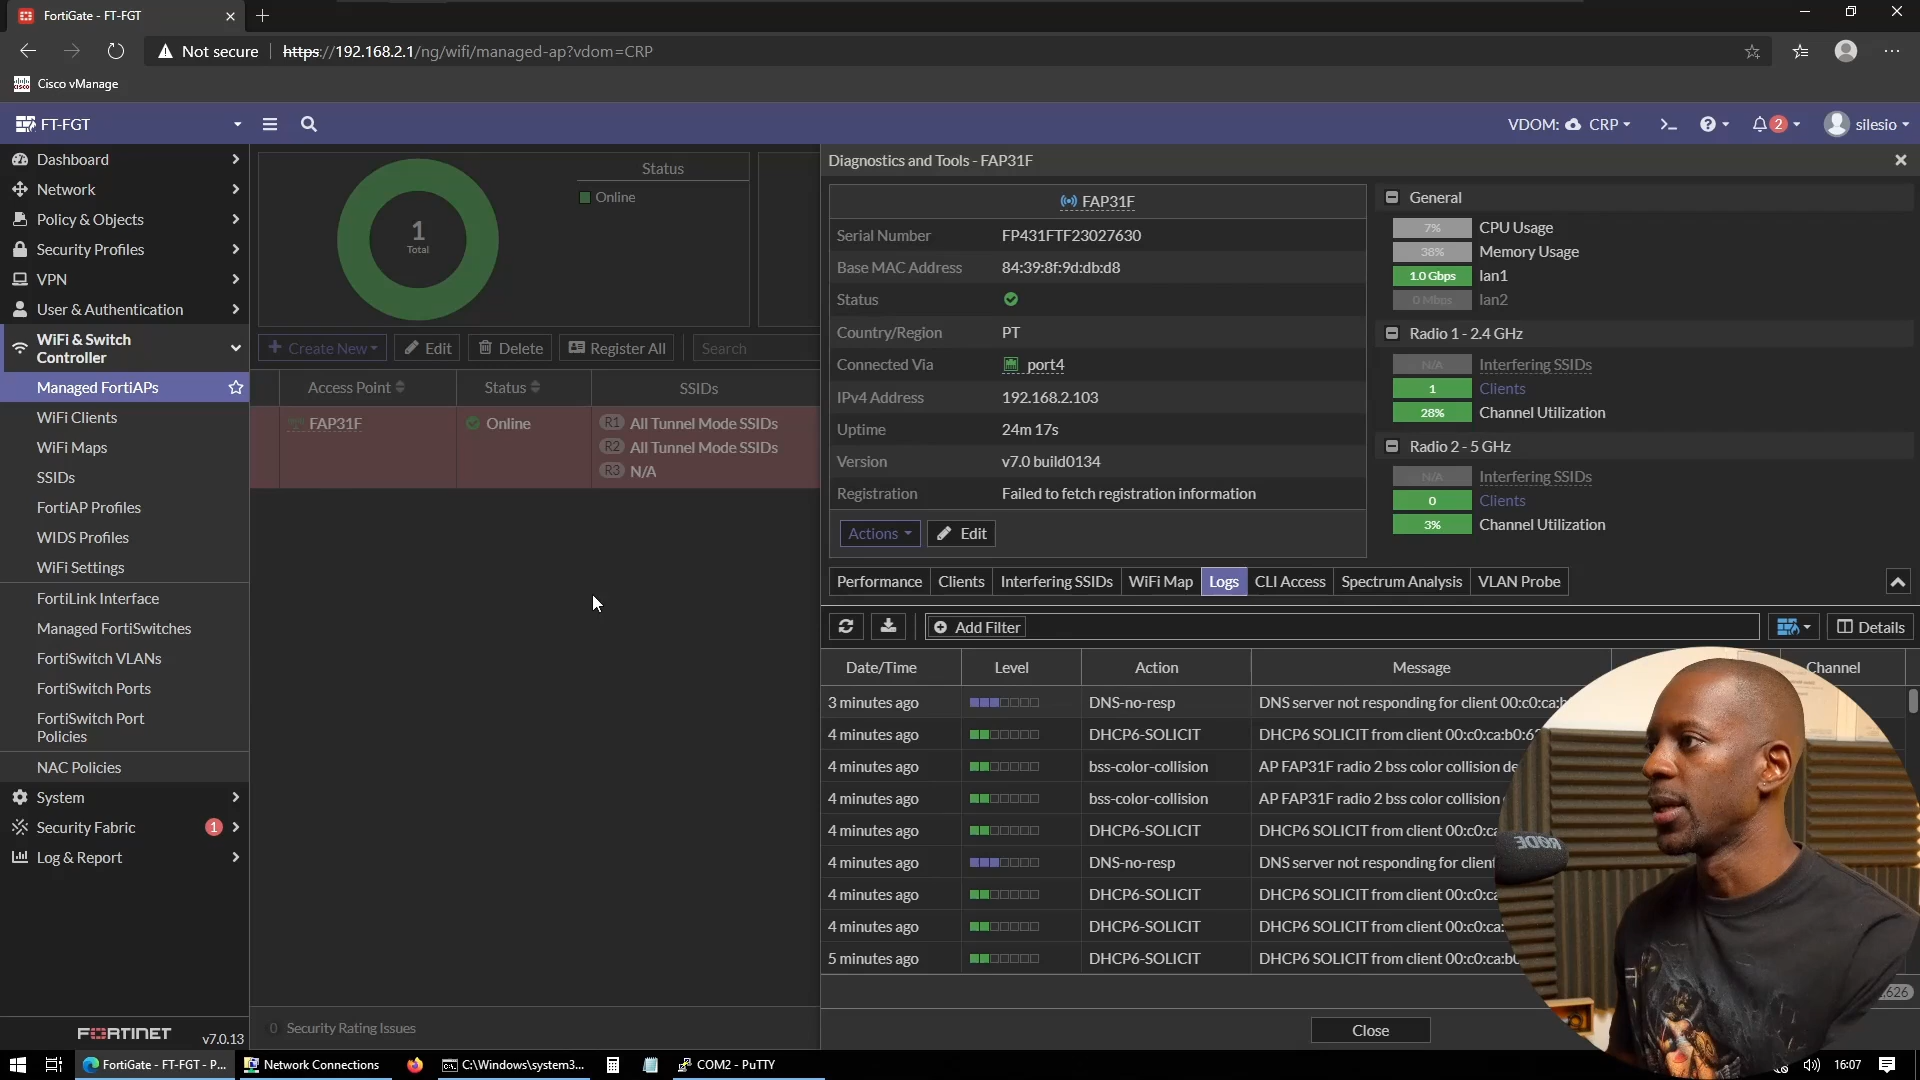 FortiGate - FT-FGT
Not secure
https://192.168.2.1/ng/wifi/managed-ap?vdom=CRP
Cisco vManage
FT-FGT
VDOM: CRP
2
silesio
Dashboard
Network
Policy & Objects
Security Profiles
VPN
User & Authentication
WiFi & Switch
Controller
Managed FortiAPs
WiFi Clients
WiFi Maps
SSIDs
FortiAP Profiles
WIDS Profiles
WiFi Settings
FortiLink Interface
Managed FortiSwitches
FortiSwitch VLANs
FortiSwitch Ports
FortiSwitch Port
Policies
NAC Policies
System
Security Fabric 1
Log & Report
FORTINET v7.0.13
1
Total
Status
Online
Create New
Edit
Delete
Register All
Search
Access Point Status SSIDs
FAP31F Online R1 All Tunnel Mode SSIDs
R2 All Tunnel Mode SSIDs
R3 N/A
0 Security Rating Issues
Diagnostics and Tools - FAP31F
FAP31F
Serial Number FP431FTF23027630
Base MAC Address 84:39:8f:9d:db:d8
Status
Country/Region PT
Connected Via port4
IPv4 Address 192.168.2.103
Uptime 24m 17s
Version v7.0 build0134
Registration Failed to fetch registration information
Actions Edit
General
7% CPU Usage
38% Memory Usage
1.0 Gbps lan1
0 Mbps lan2
Radio 1 - 2.4 GHz
N/A Interfering SSIDs
1 Clients
28% Channel Utilization
Radio 2 - 5 GHz
N/A Interfering SSIDs
0 Clients
3% Channel Utilization
Performance Clients Interfering SSIDs WiFi Map Logs CLI Access Spectrum Analysis VLAN Probe
Add Filter Details
Date/Time Level Action Message Channel
3 minutes ago DNS-no-resp DNS server not responding for client 00:c0:ca:b
4 minutes ago DHCP6-SOLICIT DHCP6 SOLICIT from client 00:c0:ca:b0:6
4 minutes ago bss-color-collision AP FAP31F radio 2 bss color collision de
4 minutes ago bss-color-collision AP FAP31F radio 2 bss color collision
4 minutes ago DHCP6-SOLICIT DHCP6 SOLICIT from client 00:c0:ca
4 minutes ago DNS-no-resp DNS server not responding for client
4 minutes ago DHCP6-SOLICIT DHCP6 SOLICIT from client 00:c0:ca
4 minutes ago DHCP6-SOLICIT DHCP6 SOLICIT from client 00:c0:ca:
5 minutes ago DHCP6-SOLICIT DHCP6 SOLICIT from client 00:c0:ca:b0
626
Close
RØDE
FortiGate - FT-FGT - P...
Network Connections
C:\Windows\system3...
COM2 - PuTTY
16:07